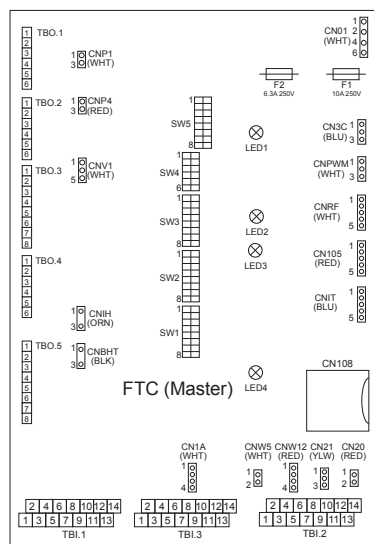 TBO.1
1
2
3
4
5
6
CNP1
(WHT)
1
3
CN01
(WHT)
1
2
4
6
F2
6.3A 250V
F1
10A 250V
TBO.2
1
2
3
4
5
6
CNP4
(RED)
1
3
SW5
1
8
LED1
CN3C
(BLU)
1
3
TBO.3
1
2
3
4
5
6
7
8
CNV1
(WHT)
1
5
SW4
1
6
CNPWM
(WHT)
1
3
SW3
1
8
LED2
CNRF
(WHT)
1
5
TBO.4
1
2
3
4
5
6
SW2
1
8
LED3
CN105
(RED)
1
5
CNIH
(ORN)
1
3
SW1
1
8
CNIT
(BLU)
1
5
TBO.5
1
2
3
4
5
6
7
8
CNBHT
(BLK)
1
3
LED4
CN108
FTC (Master)
CN1A
(WHT)
1
4
CNW5
(WHT)
1
2
CNW12
(RED)
1
4
CN21
(YLW)
1
3
CN20
(RED)
1
2
2 4 6 8 10 12 14
1 3 5 7 9 11 13
TBI.1
2 4 6 8 10 12 14
1 3 5 7 9 11 13
TBI.3
2 4 6 8 10 12 14
1 3 5 7 9 11 13
TBI.2